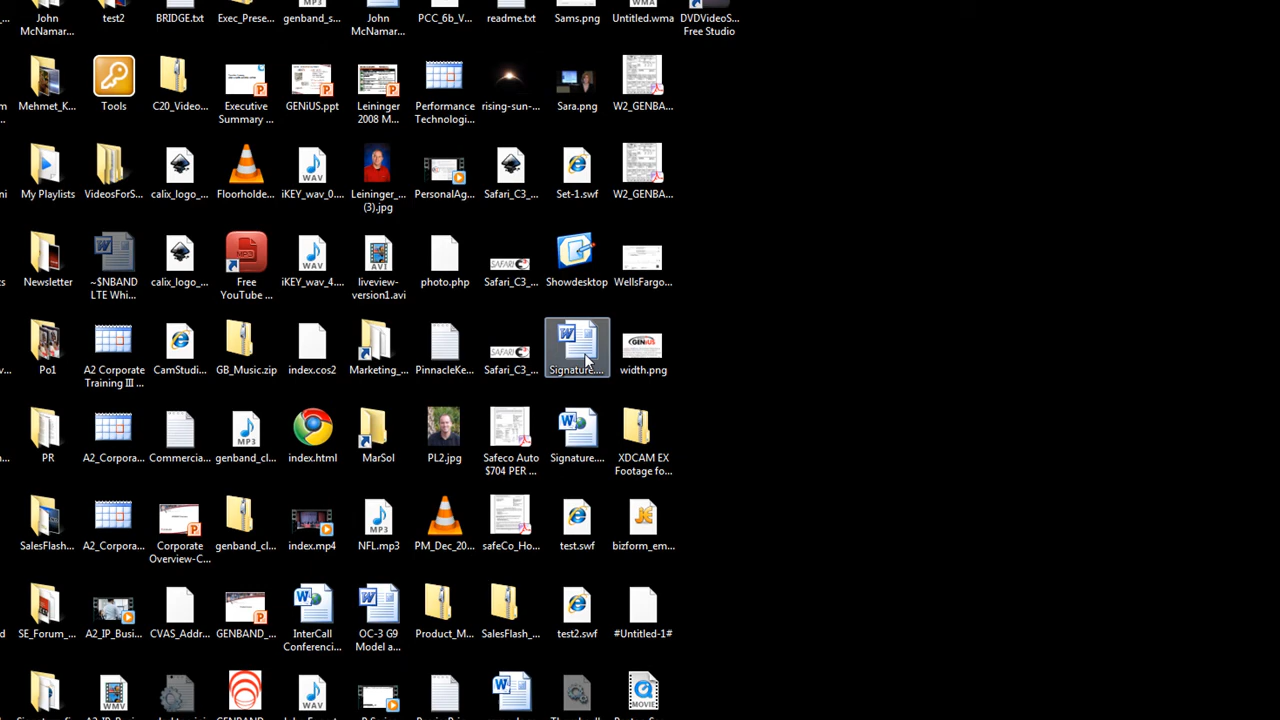 John
McNamar...
test2
BRIDGE.txt
Exec_Prese...
genband_s...
John
McNamar...
PCC_6b_V...
readme.txt
Sams.png
Untitled.wma
DVDVideoS...
Free Studio
Mehmet_K...
Tools
C20_Video...
Executive
Summary ...
GENiUS.ppt
Leininger
2008 M...
Performance
Technologi...
rising-sun-...
Sara.png
W2_GENBA...
My Playlists
VideosForS...
calix_logo_...
Floorholde...
iKEY_wav_0...
Leininger_...
(3).jpg
PersonalAg...
Safari_C3_...
Set-1.swf
W2_GENBA...
Newsletter
~$NBAND
LTE Whi...
calix_logo_...
Free
YouTube ...
iKEY_wav_4...
liveview-
version1.avi
photo.php
Safari_C3_...
Showdesktop
WellsFargo...
Po1
A2 Corporate
Training III ...
CamStudi...
GB_Music.zip
index.cos2
Marketing_...
PinnacleKe...
Safari_C3_...
Signature....
width.png
PR
A2_Corpora...
Commercia...
genband_cl...
index.html
MarSol
PL2.jpg
Safeco Auto
$704 PER ...
Signature....
XDCAM EX
Footage fo...
SalesFlash...
A2_Corpora...
Corporate
Overview-C...
genband_cl...
index.mp4
NFL.mp3
PM_Dec_20...
safeCo_Ho...
test.swf
bizform_em...
SE_Forum_...
A2_IP_Busi...
CVAS_Addr...
GENBAND_...
InterCall
Conferenci...
OC-3 G9
Model a...
Product_M...
SalesFlash_...
test2.swf
#Untitled-1#